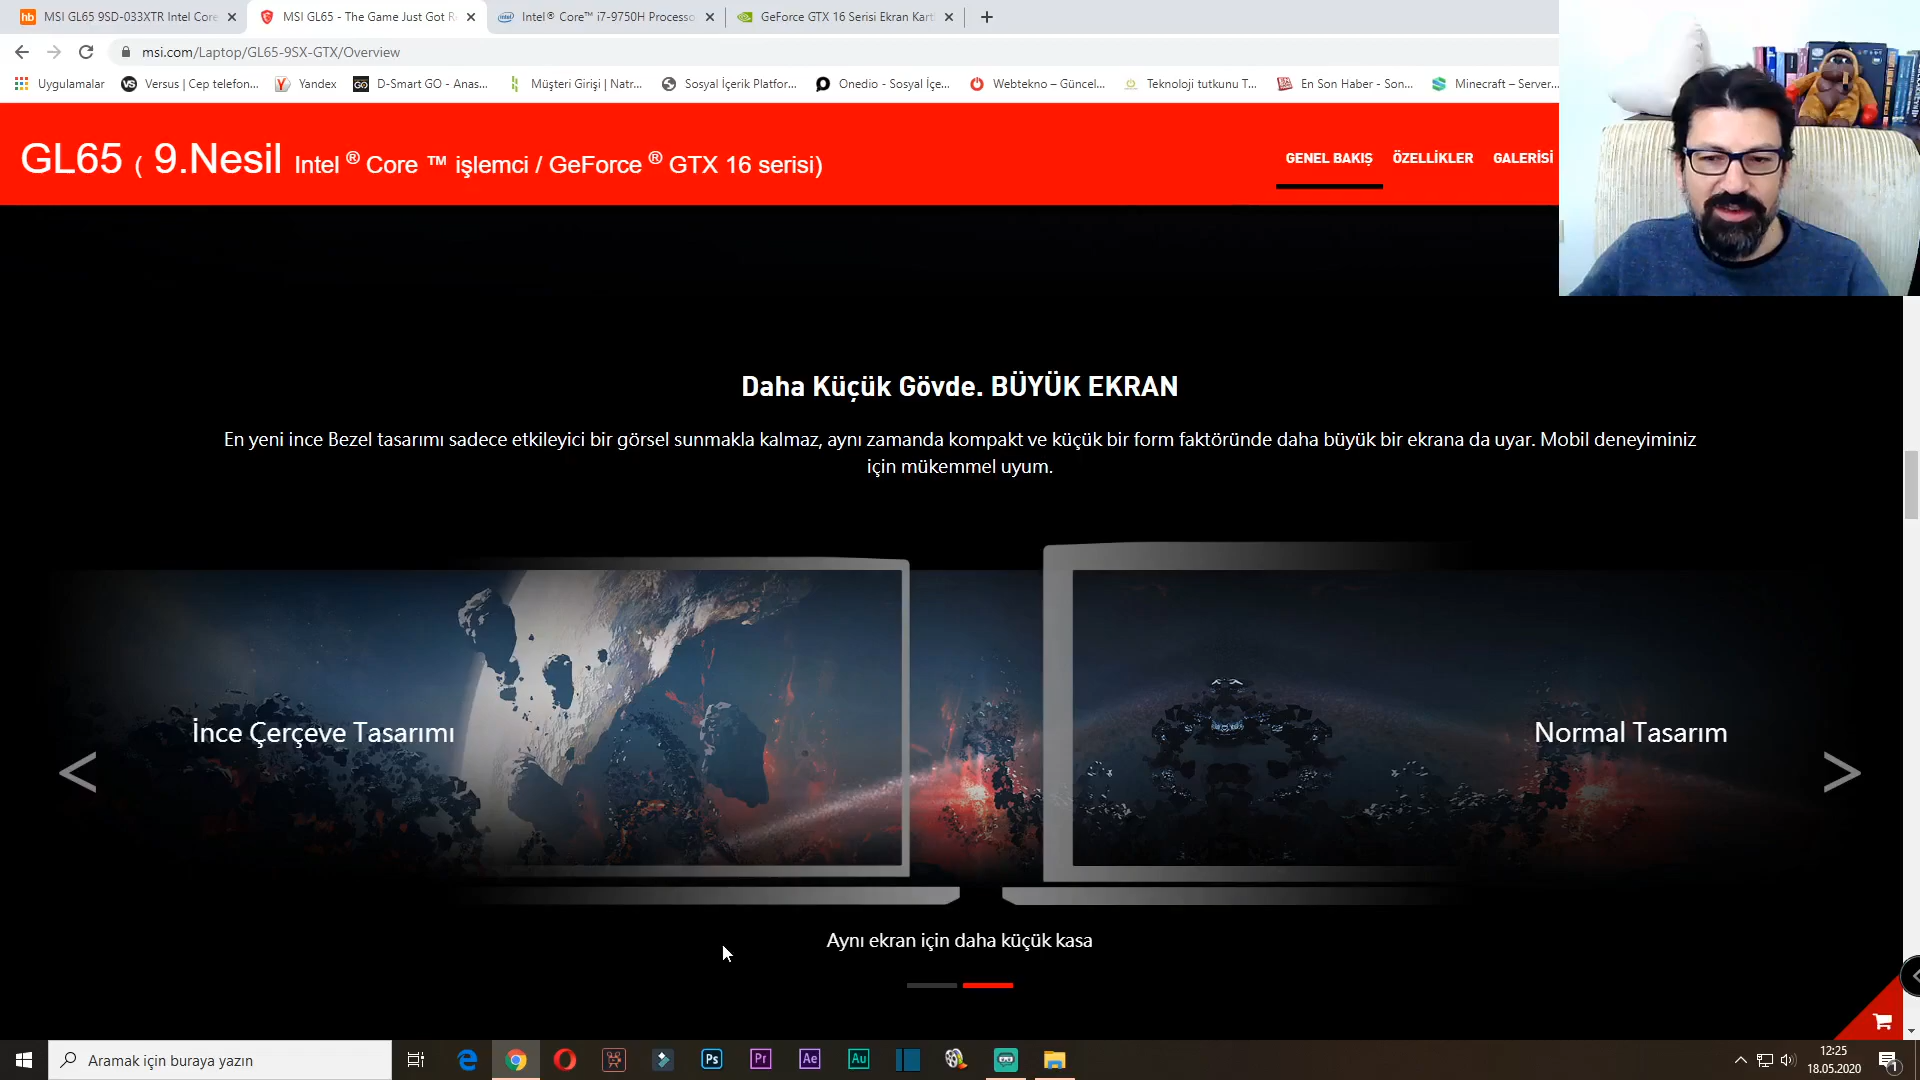 MSI GL65 9SD-033XTR Intel Core
MSI GL65 - The Game Just Got R
Intel® Core™ i7-9750H Processo
GeForce GTX 16 Serisi Ekran Kart
msi.com/Laptop/GL65-9SX-GTX/Overview
Uygulamalar
Versus | Cep telefon...
Yandex
D-Smart GO - Anas...
Müşteri Girişi | Natr...
Sosyal İçerik Platfor...
Onedio - Sosyal İçe...
Webtekno – Güncel...
Teknoloji tutkunu T...
En Son Haber - Son...
Minecraft – Server...
GL65 ( 9.Nesil Intel ® Core ™ işlemci / GeForce ® GTX 16 serisi)
GENEL BAKIŞ
ÖZELLİKLER
GALERİSİ
Daha Küçük Gövde. BÜYÜK EKRAN
En yeni ince Bezel tasarımı sadece etkileyici bir görsel sunmakla kalmaz, aynı zamanda kompakt ve küçük bir form faktöründe daha büyük bir ekrana da uyar. Mobil deneyiminiz
için mükemmel uyum.
İnce Çerçeve Tasarımı
Normal Tasarım
Aynı ekran için daha küçük kasa
Aramak için buraya yazın
12:25
18.05.2020